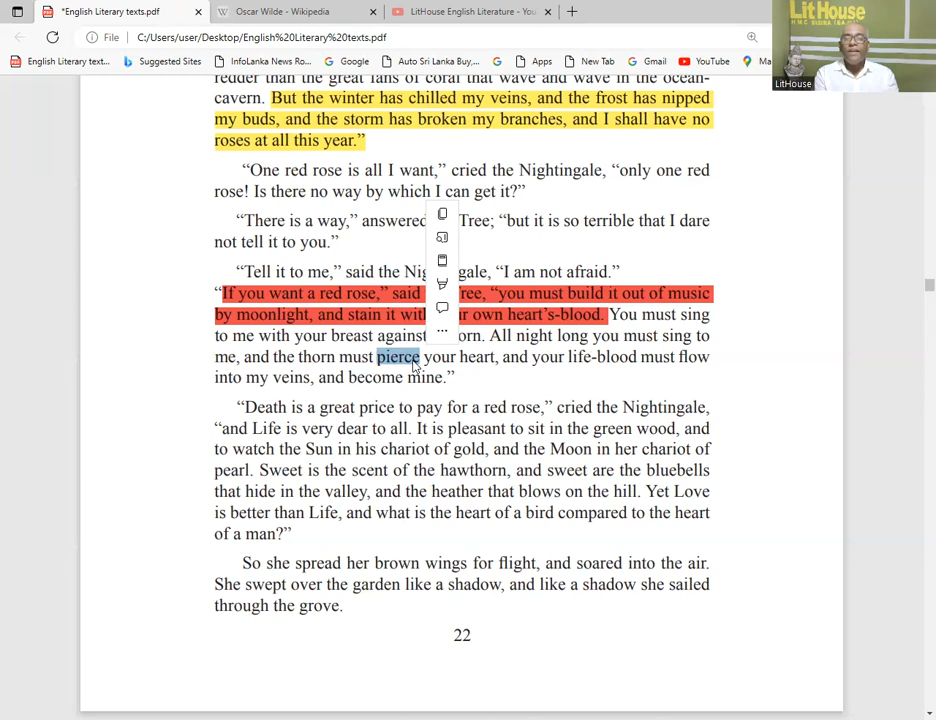 *English Literary texts.pdf
Oscar Wilde - Wikipedia
LitHouse English Literature - You
File
C:/Users/user/Desktop/English%20Literary%20texts.pdf
English Literary text...
Suggested Sites
InfoLanka News Ro...
Google
Auto Sri Lanka Buy,...
New Tab
Gmail
YouTube
Ma
Apps
LitHouse
LitHouse
redder than the great fans of coral that wave and wave in the ocean-
cavern. But the winter has chilled my veins, and the frost has nipped
my buds, and the storm has broken my branches, and I shall have no
roses at all this year.”
“One red rose is all I want,” cried the Nightingale, “only one red
rose! Is there no way by which I can get it?”
“There is a way,” answered Tree; “but it is so terrible that I dare
not tell it to you.”
“Tell it to me,” said the Nig gale, “I am not afraid.”
“If you want a red rose,” said ree, “you must build it out of music
by moonlight, and stain it with ur own heart’s-blood. You must sing
to me with your breast against orn. All night long you must sing to
me, and the thorn must pierce your heart, and your life-blood must flow
into my veins, and become mine.”
“Death is a great price to pay for a red rose,” cried the Nightingale,
“and Life is very dear to all. It is pleasant to sit in the green wood, and
to watch the Sun in his chariot of gold, and the Moon in her chariot of
pearl. Sweet is the scent of the hawthorn, and sweet are the bluebells
that hide in the valley, and the heather that blows on the hill. Yet Love
is better than Life, and what is the heart of a bird compared to the heart
of a man?”
So she spread her brown wings for flight, and soared into the air.
She swept over the garden like a shadow, and like a shadow she sailed
through the grove.
22